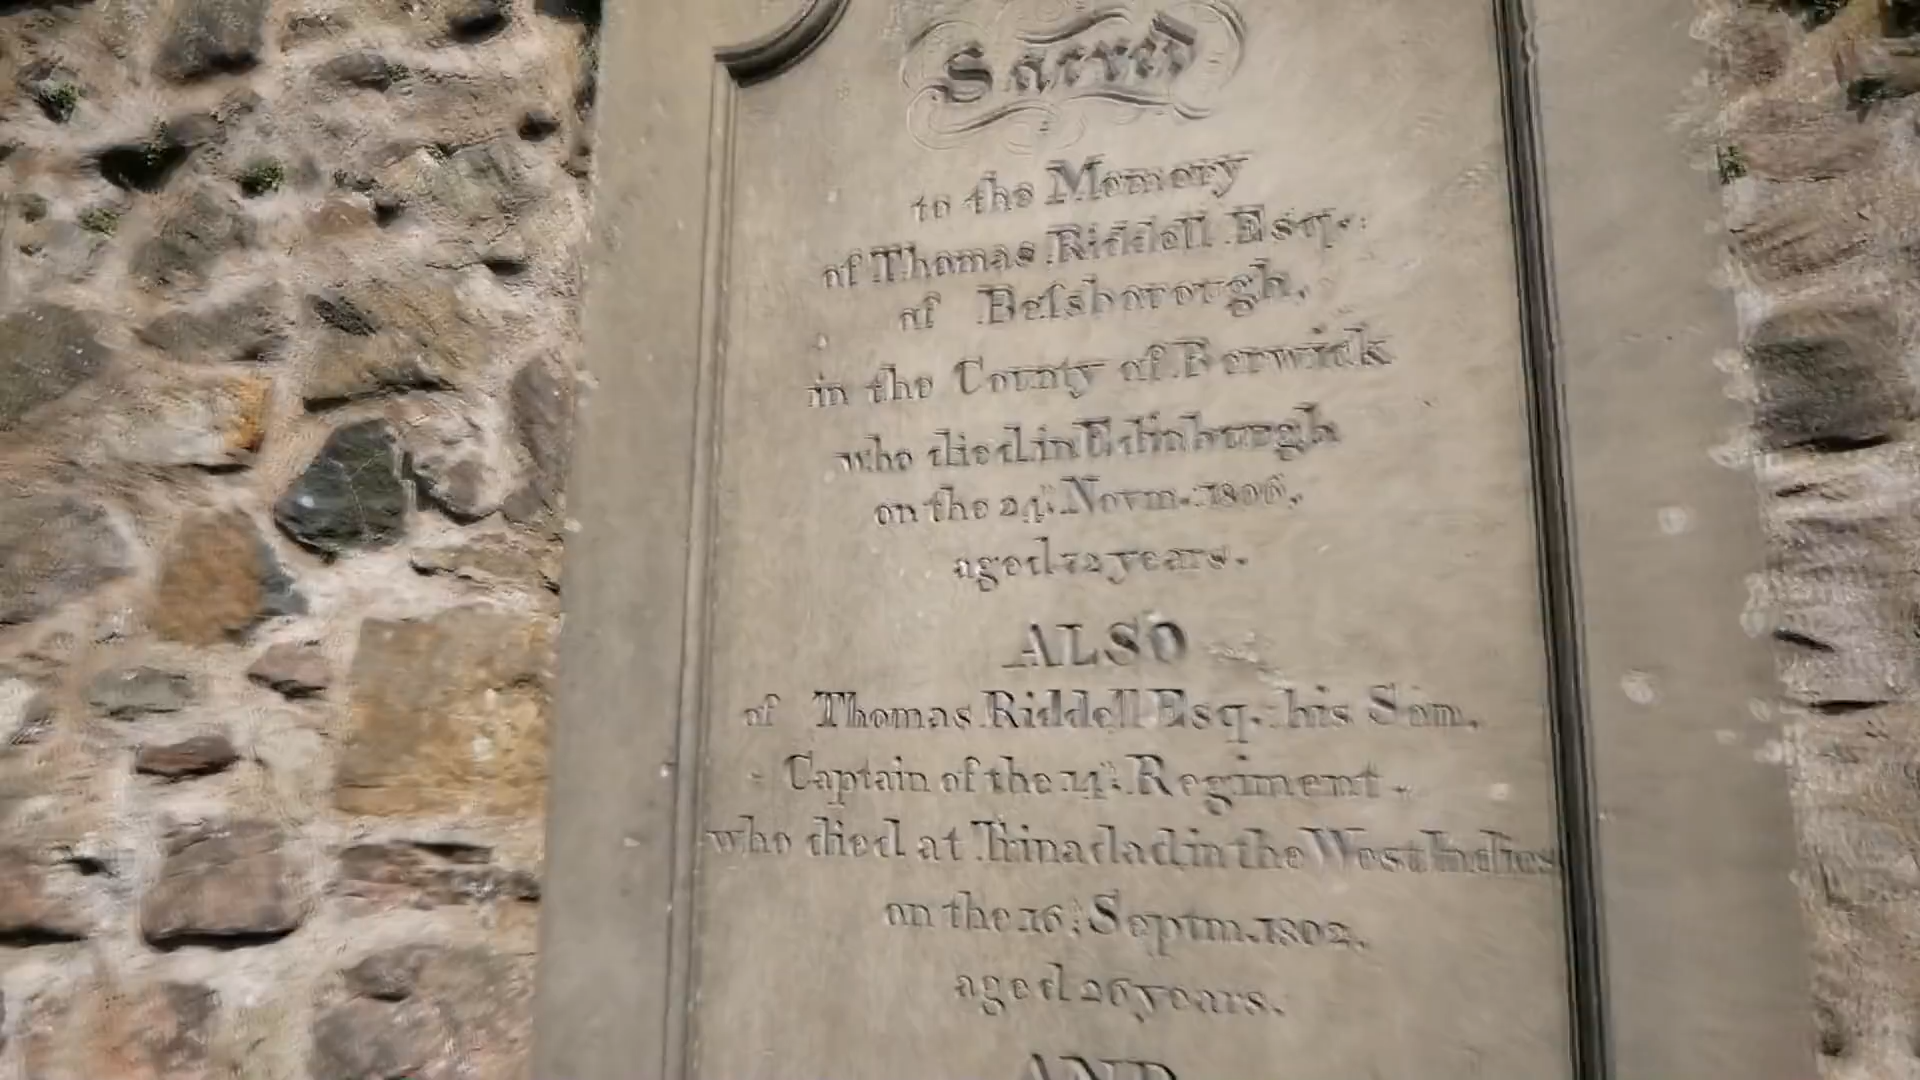 Sacred
to the Memory
of Thomas Riddell Esq.
of Besborough,
in the County of Berwick
who died in Edinburgh
on the 24th. Novm. 1806,
aged 72 years.
ALSO
of Thomas Riddell Esq. his Son,
Captain of the 14th. Regiment
who died at Trinadad in the West Indies
on the 16th. Septm. 1802,
aged 26 years.
AND